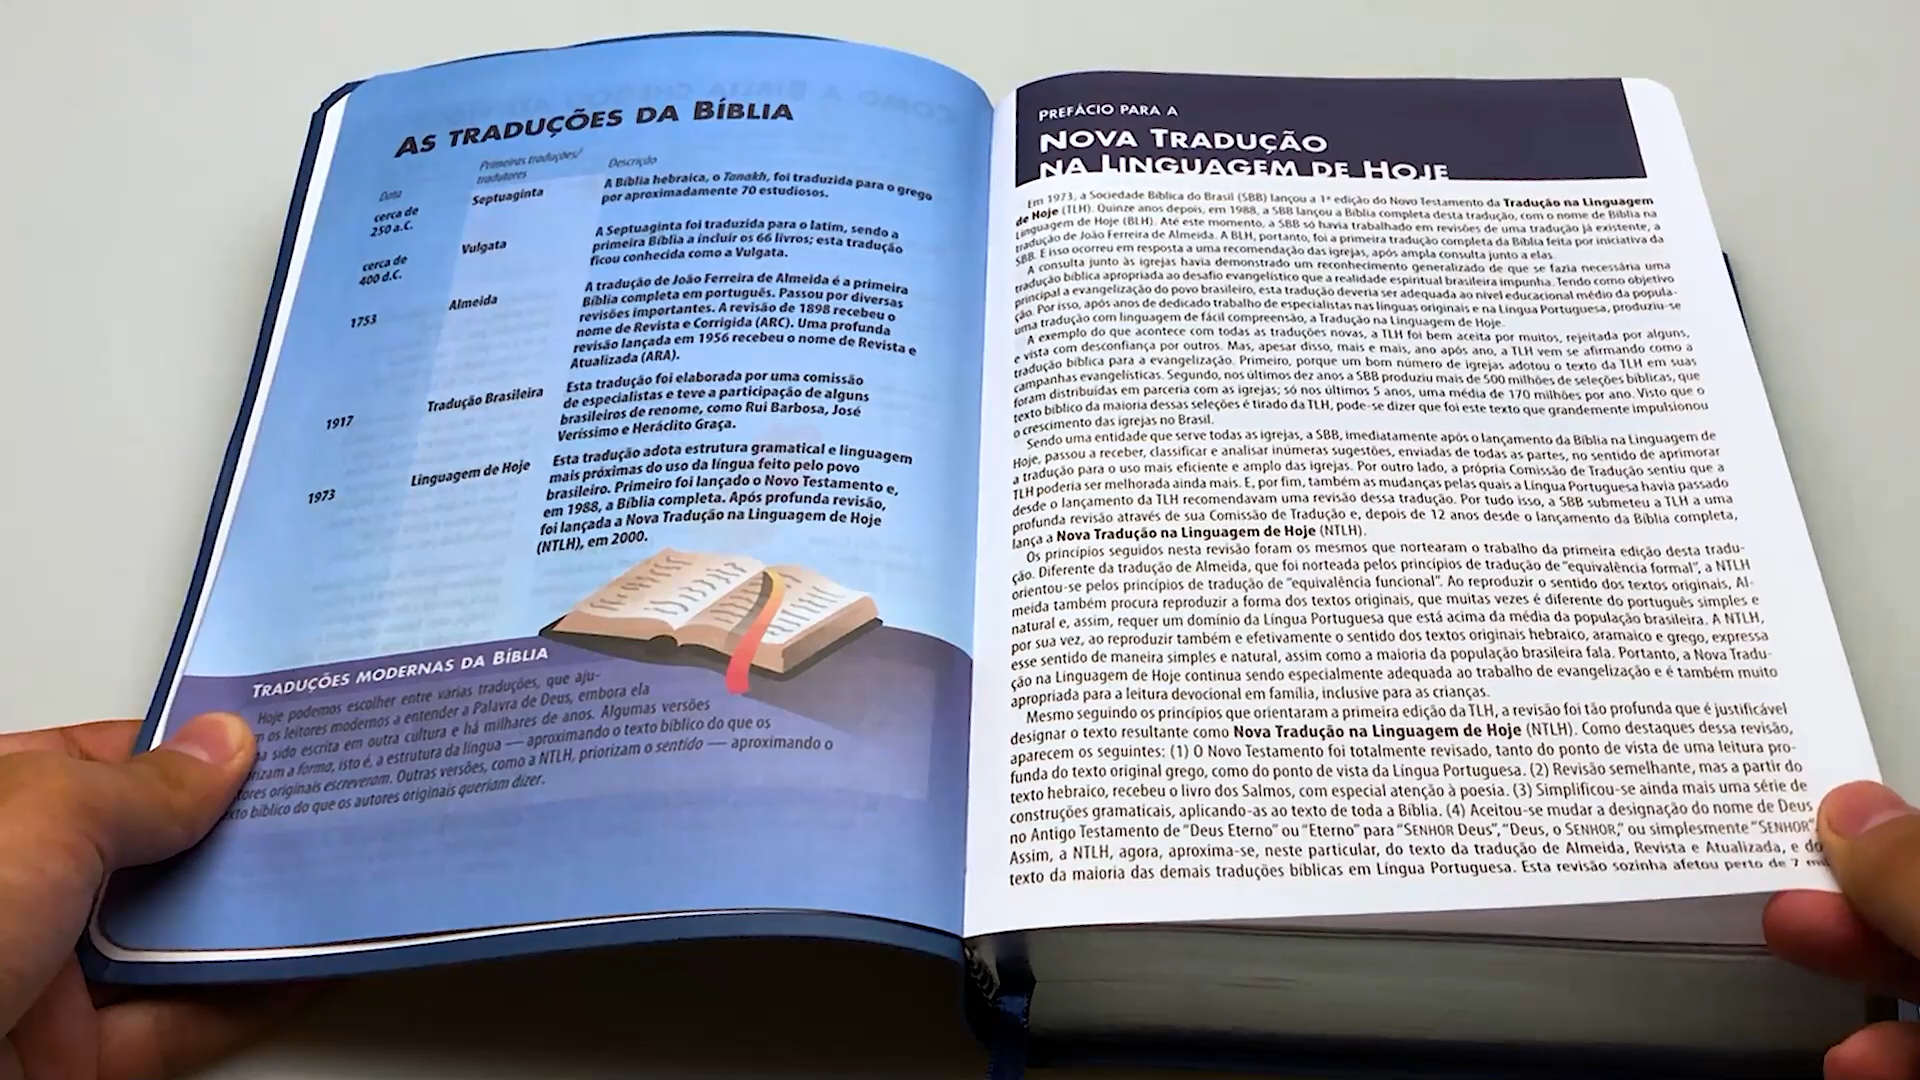 As traduções da Bíblia
Data
Primeiras traduções/
tradutores
Descrição
cerca de
250 a.C.
Septuaginta
A Bíblia hebraica, o Tanakh, foi traduzida para o grego
por aproximadamente 70 estudiosos.
cerca de
400 d.C.
Vulgata
A Septuaginta foi traduzida para o latim, sendo a
primeira Bíblia a incluir os 66 livros; esta tradução
ficou conhecida como a Vulgata.
1753
Almeida
A tradução de João Ferreira de Almeida é a primeira
Bíblia completa em português. Passou por diversas
revisões importantes. A revisão de 1898 recebeu o
nome de Revista e Corrigida (ARC). Uma profunda
revisão lançada em 1956 recebeu o nome de Revista e
Atualizada (ARA).
1917
Tradução Brasileira
Esta tradução foi elaborada por uma comissão
de especialistas e teve a participação de alguns
brasileiros de renome, como Rui Barbosa, José
Veríssimo e Heráclito Graça.
1973
Linguagem de Hoje
Esta tradução adota estrutura gramatical e linguagem
mais próximas do uso da língua feito pelo povo
brasileiro. Primeiro foi lançado o Novo Testamento e,
em 1988, a Bíblia completa. Após profunda revisão,
foi lançada a Nova Tradução na Linguagem de Hoje
(NTLH), em 2000.
Traduções modernas da Bíblia
Hoje podemos escolher entre várias traduções, que aju-
os leitores modernos a entender a Palavra de Deus, embora ela
sido escrita em outra cultura e há milhares de anos. Algumas versões
a forma, isto é, a estrutura da língua — aproximando o texto bíblico do que os
originais escreveram. Outras versões, como a NTLH, priorizam o sentido — aproximando o
bíblico do que os autores originais queriam dizer.
Prefácio para a
Nova Tradução
na Linguagem de Hoje
Em 1973, a Sociedade Bíblica do Brasil (SBB) lançou a 1ª edição do Novo Testamento da Tradução na Linguagem
de Hoje (TLH). Quinze anos depois, em 1988, a SBB lançou a Bíblia completa desta tradução, com o nome de Bíblia na
Linguagem de Hoje (BLH). Até este momento, a SBB só havia trabalhado em revisões de uma tradução já existente, a
tradução de João Ferreira de Almeida. A BLH, portanto, foi a primeira tradução completa da Bíblia feita por iniciativa da
SBB. E isso ocorreu em resposta a uma recomendação das igrejas, após ampla consulta junto a elas.
A consulta junto às igrejas havia demonstrado um reconhecimento generalizado de que se fazia necessária uma
tradução bíblica apropriada ao desafio evangelístico que a realidade espiritual brasileira impunha. Tendo como objetivo
principal a evangelização do povo brasileiro, esta tradução deveria ser adequada ao nível educacional médio da popula-
ção. Por isso, após anos de dedicado trabalho de especialistas nas línguas originais e na Língua Portuguesa, produziu-se
uma tradução com linguagem de fácil compreensão, a Tradução na Linguagem de Hoje.
A exemplo do que acontece com todas as traduções novas, a TLH foi bem aceita por muitos, rejeitada por alguns,
e vista com desconfiança por outros. Mas, apesar disso, mais e mais, ano após ano, a TLH vem se afirmando como a
tradução bíblica para a evangelização. Primeiro, porque um bom número de igrejas adotou o texto da TLH em suas
campanhas evangelísticas. Segundo, nos últimos dez anos a SBB produziu mais de 500 milhões de seleções bíblicas, que
foram distribuídas em parceria com as igrejas; só nos últimos 5 anos, uma média de 170 milhões por ano. Visto que o
texto bíblico da maioria dessas seleções é tirado da TLH, pode-se dizer que foi este texto que grandemente impulsionou
o crescimento das igrejas no Brasil.
Sendo uma entidade que serve todas as igrejas, a SBB, imediatamente após o lançamento da Bíblia na Linguagem de
Hoje, passou a receber, classificar e analisar inúmeras sugestões, enviadas de todas as partes, no sentido de aprimorar
a tradução para o uso mais eficiente e amplo das igrejas. Por outro lado, a própria Comissão de Tradução sentiu que a
TLH poderia ser melhorada ainda mais. E, por fim, também as mudanças pelas quais a Língua Portuguesa havia passado
desde o lançamento da TLH recomendavam uma revisão dessa tradução. Por tudo isso, a SBB submeteu a TLH a uma
profunda revisão através de sua Comissão de Tradução e, depois de 12 anos desde o lançamento da Bíblia completa,
lança a Nova Tradução na Linguagem de Hoje (NTLH).
Os princípios seguidos nesta revisão foram os mesmos que nortearam o trabalho da primeira edição desta tradu-
ção. Diferente da tradução de Almeida, que foi norteada pelos princípios de tradução de "equivalência formal", a NTLH
orientou-se pelos princípios de tradução de "equivalência funcional". Ao reproduzir o sentido dos textos originais, Al-
meida também procura reproduzir a forma dos textos originais, que muitas vezes é diferente do português simples e
natural e, assim, requer um domínio da Língua Portuguesa que está acima da média da população brasileira. A NTLH,
por sua vez, ao reproduzir também e efetivamente o sentido dos textos originais hebraico, aramaico e grego, expressa
esse sentido de maneira simples e natural, assim como a maioria da população brasileira fala. Portanto, a Nova Tradu-
ção na Linguagem de Hoje continua sendo especialmente adequada ao trabalho de evangelização e é também muito
apropriada para a leitura devocional em família, inclusive para as crianças.
Mesmo seguindo os princípios que orientaram a primeira edição da TLH, a revisão foi tão profunda que é justificável
designar o texto resultante como Nova Tradução na Linguagem de Hoje (NTLH). Como destaques dessa revisão,
aparecem os seguintes: (1) O Novo Testamento foi totalmente revisado, tanto do ponto de vista de uma leitura pro-
funda do texto original grego, como do ponto de vista da Língua Portuguesa. (2) Revisão semelhante, mas a partir do
texto hebraico, recebeu o livro dos Salmos, com especial atenção à poesia. (3) Simplificou-se ainda mais uma série de
construções gramaticais, aplicando-as ao texto de toda a Bíblia. (4) Aceitou-se mudar a designação do nome de Deus
no Antigo Testamento de "Deus Eterno" ou "Eterno" para "SENHOR Deus", "Deus, o SENHOR," ou simplesmente "SENHOR".
Assim, a NTLH, agora, aproxima-se, neste particular, do texto da tradução de Almeida, Revista e Atualizada, e do
texto da maioria das demais traduções bíblicas em Língua Portuguesa. Esta revisão sozinha afetou perto de 7